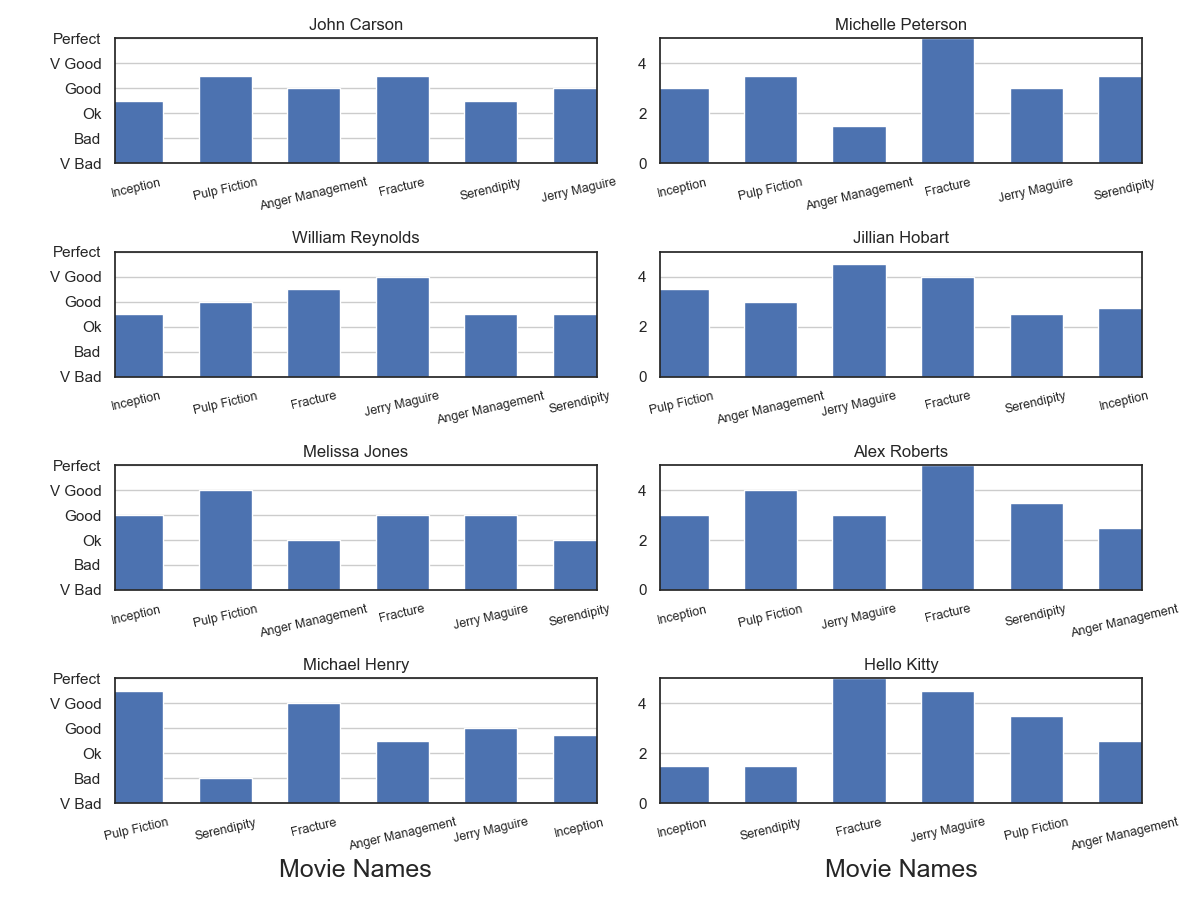 John Carson
Perfect
V Good
Good
Ok
Bad
V Bad
Inception Pulp Fiction Anger Management Fracture Serendipity Jerry Maguire
Michelle Peterson
4
2
0
Inception Pulp Fiction Anger Management Fracture Jerry Maguire Serendipity
William Reynolds
Perfect
V Good
Good
Ok
Bad
V Bad
Inception Pulp Fiction Fracture Jerry Maguire Anger Management Serendipity
Jillian Hobart
4
2
0
Pulp Fiction Anger Management Jerry Maguire Fracture Serendipity Inception
Melissa Jones
Perfect
V Good
Good
Ok
Bad
V Bad
Inception Pulp Fiction Anger Management Fracture Jerry Maguire Serendipity
Alex Roberts
4
2
0
Inception Pulp Fiction Jerry Maguire Fracture Serendipity Anger Management
Michael Henry
Perfect
V Good
Good
Ok
Bad
V Bad
Pulp Fiction Serendipity Fracture Anger Management Jerry Maguire Inception
Movie Names
Hello Kitty
4
2
0
Inception Serendipity Fracture Jerry Maguire Pulp Fiction Anger Management
Movie Names